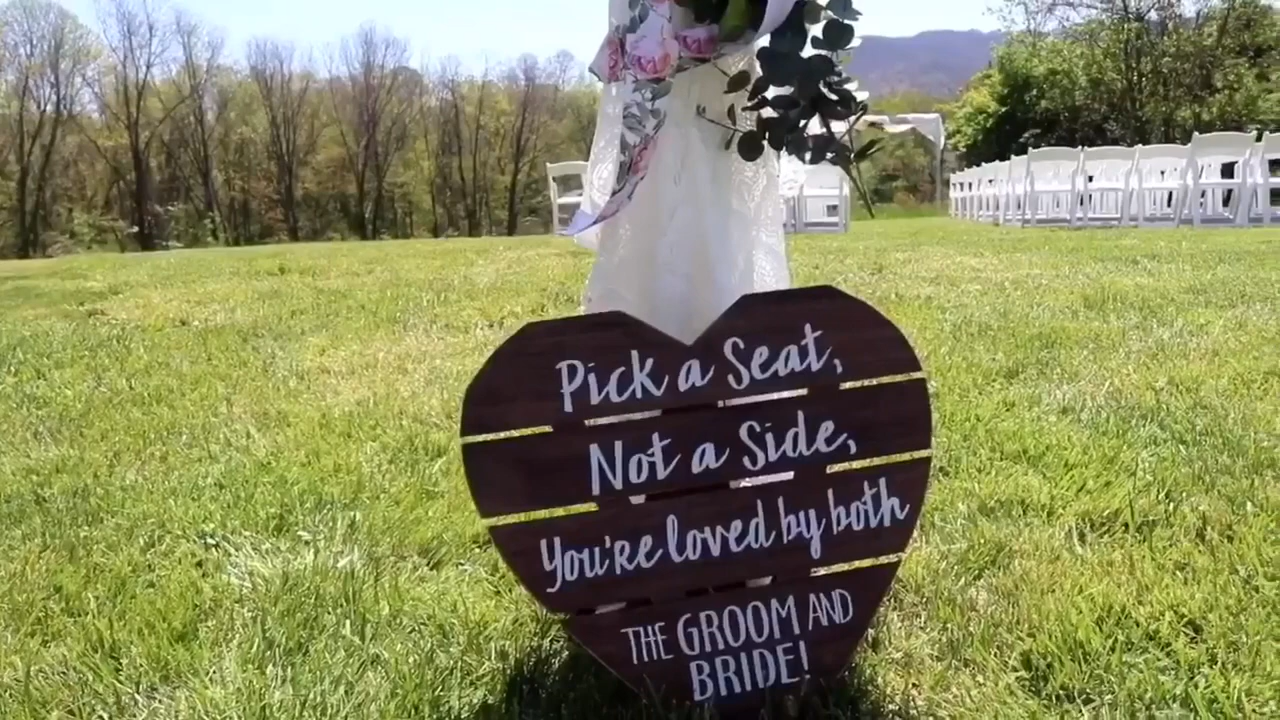 Pick a Seat,
Not a Side,
You're loved by both
THE GROOM AND
BRIDE!